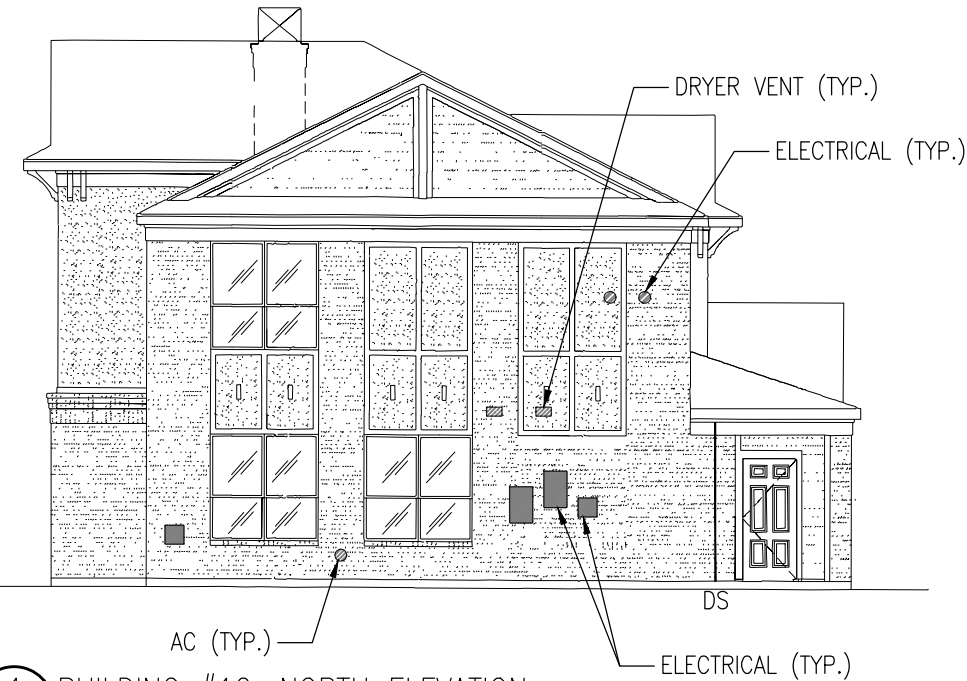 DRYER VENT (TYP.)
ELECTRICAL (TYP.)
DS
AC (TYP.)
ELECTRICAL (TYP.)
BUILDING #10 NORTH ELEVATION